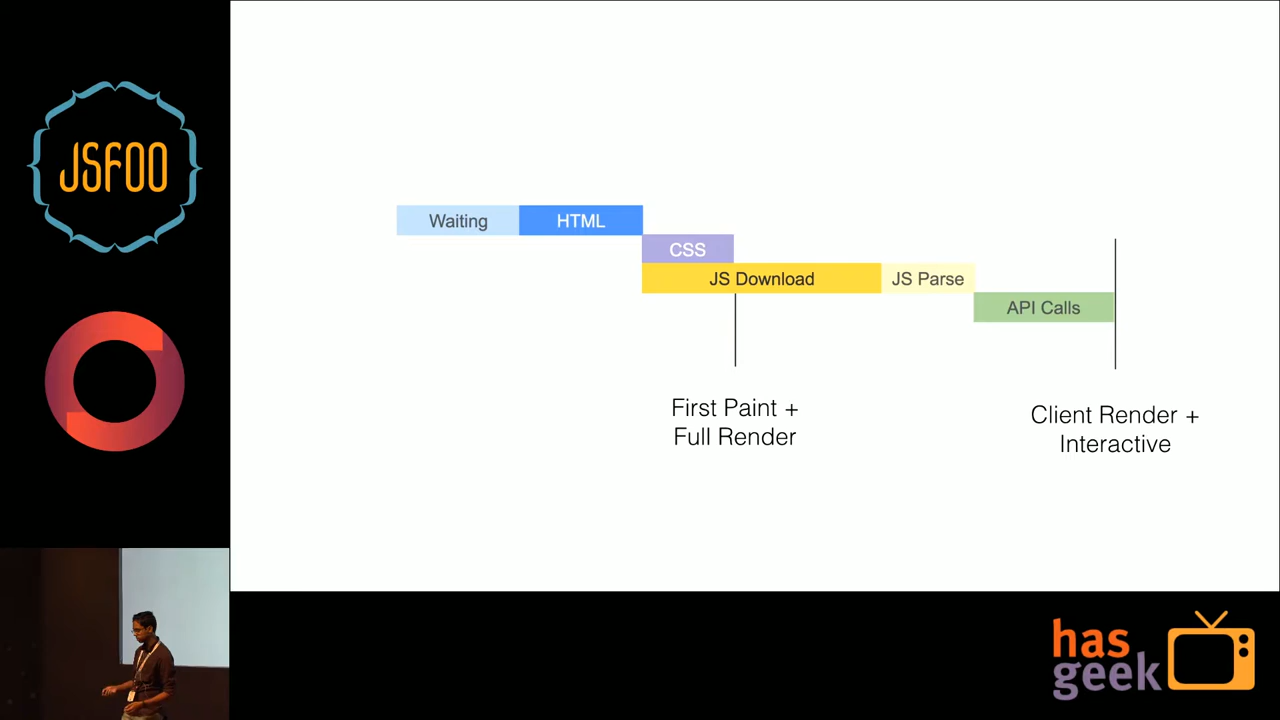 JSFOO
Waiting
HTML
CSS
JS Download
JS Parse
API Calls
First Paint +
Full Render
Client Render +
Interactive
has
geek